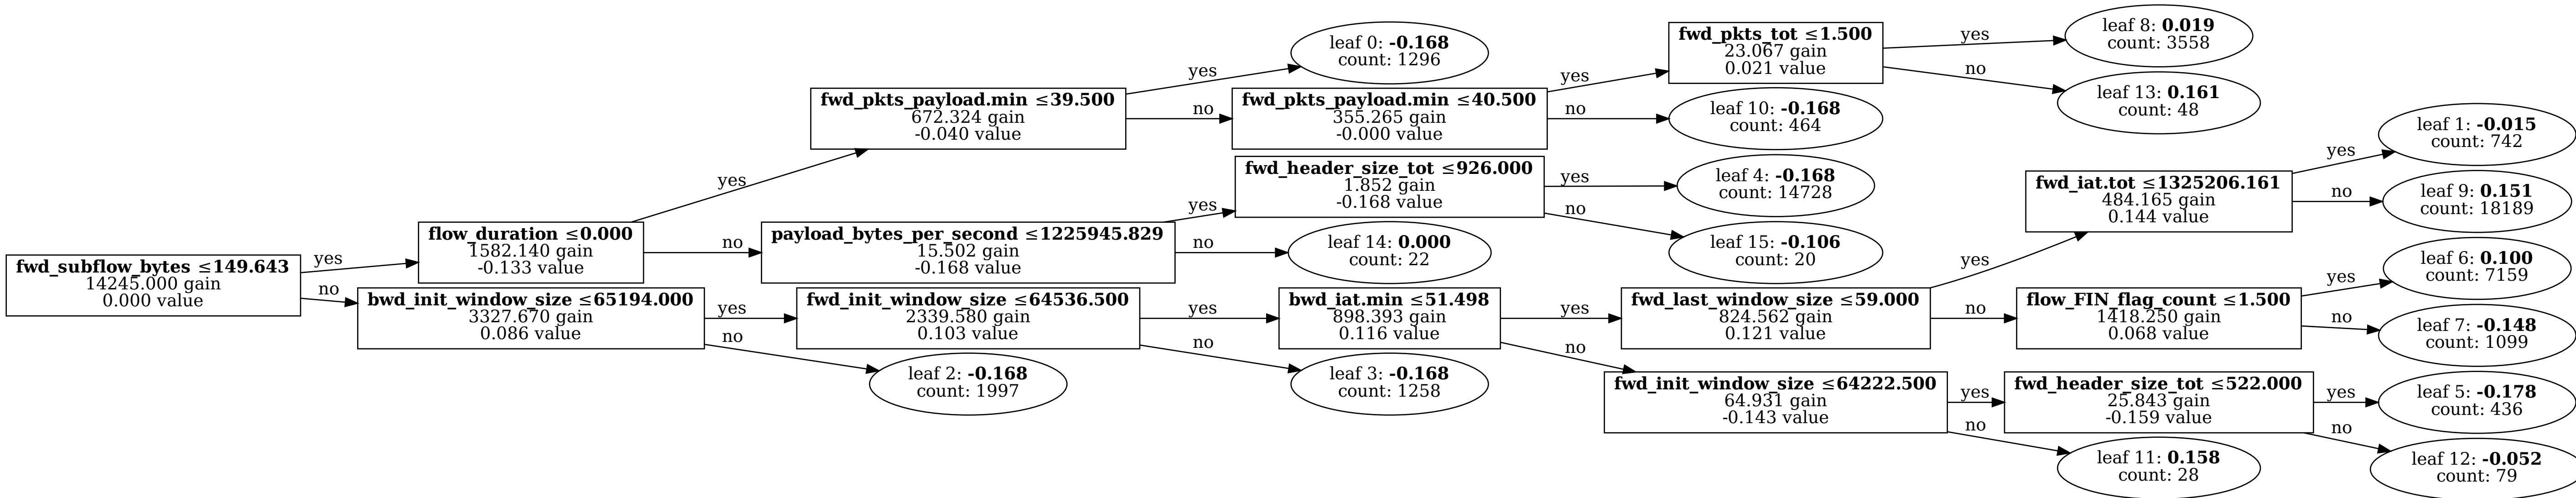 fwd_subflow_bytes ≤149.643
14245.000 gain
0.000 value
yes
no
flow_duration ≤0.000
1582.140 gain
-0.133 value
yes
no
bwd_init_window_size ≤65194.000
3327.670 gain
0.086 value
yes
no
fwd_pkts_payload.min ≤39.500
672.324 gain
-0.040 value
yes
no
payload_bytes_per_second ≤1225945.829
15.502 gain
-0.168 value
yes
no
fwd_init_window_size ≤64536.500
2339.580 gain
0.103 value
yes
no
leaf 2: -0.168
count: 1997
leaf 0: -0.168
count: 1296
fwd_pkts_payload.min ≤40.500
355.265 gain
-0.000 value
yes
no
fwd_header_size_tot ≤926.000
1.852 gain
-0.168 value
yes
no
leaf 14: 0.000
count: 22
bwd_iat.min ≤51.498
898.393 gain
0.116 value
yes
no
leaf 3: -0.168
count: 1258
fwd_pkts_tot ≤1.500
23.067 gain
0.021 value
yes
no
leaf 10: -0.168
count: 464
leaf 4: -0.168
count: 14728
leaf 15: -0.106
count: 20
fwd_last_window_size ≤59.000
824.562 gain
0.121 value
yes
no
fwd_init_window_size ≤64222.500
64.931 gain
-0.143 value
yes
no
leaf 8: 0.019
count: 3558
leaf 13: 0.161
count: 48
fwd_iat.tot ≤1325206.161
484.165 gain
0.144 value
yes
no
flow_FIN_flag_count ≤1.500
1418.250 gain
0.068 value
yes
no
fwd_header_size_tot ≤522.000
25.843 gain
-0.159 value
yes
no
leaf 11: 0.158
count: 28
leaf 1: -0.015
count: 742
leaf 9: 0.151
count: 18189
leaf 6: 0.100
count: 7159
leaf 7: -0.148
count: 1099
leaf 5: -0.178
count: 436
leaf 12: -0.052
count: 79